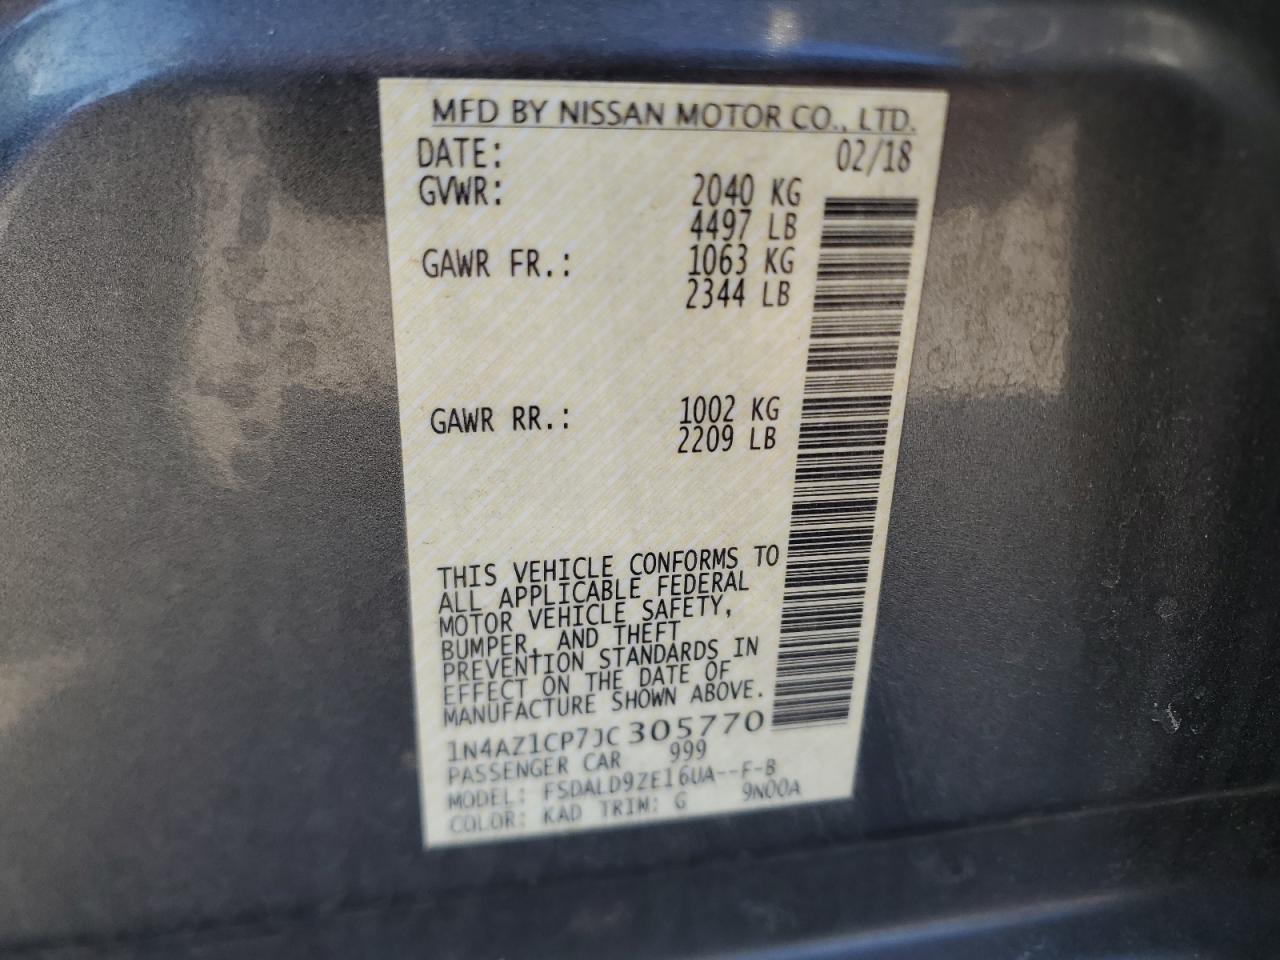 MFD BY NISSAN MOTOR CO., LTD.
DATE: 02/18
GVWR: 2040 KG
4497 LB
GAWR FR.: 1063 KG
2344 LB
GAWR RR.: 1002 KG
2209 LB
THIS VEHICLE CONFORMS TO
ALL APPLICABLE FEDERAL
MOTOR VEHICLE SAFETY,
BUMPER, AND THEFT
PREVENTION STANDARDS IN
EFFECT ON THE DATE OF
MANUFACTURE SHOWN ABOVE.
1N4AZ1CP7JC305770
PASSENGER CAR 999
MODEL: FSDALD9ZE16UA--F-B
COLOR: KAD TRIM: G 9N00A